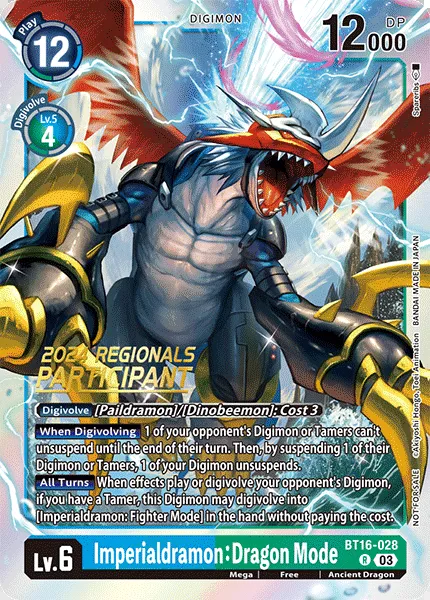 DIGIMON
Play
12
DP
12000
Digivolve
Lv.5
4
Spareribs
NOT FOR SALE ©Akiyoshi Hongo, Toei Animation BANDAI MADE IN JAPAN
2024 REGIONALS
PARTICIPANT
Digivolve [Paildramon]/[Dinobeemon]: Cost 3
When Digivolving 1 of your opponent's Digimon or Tamers can't
unsuspend until the end of their turn. Then, by suspending 1 of their
Digimon or Tamers, 1 of your Digimon unsuspends.
All Turns When effects play or digivolve your opponent's Digimon,
if you have a Tamer, this Digimon may digivolve into
[Imperialdramon: Fighter Mode] in the hand without paying the cost.
Lv.6
Imperialdramon: Dragon Mode
BT16-028
R 03
Mega Free Ancient Dragon